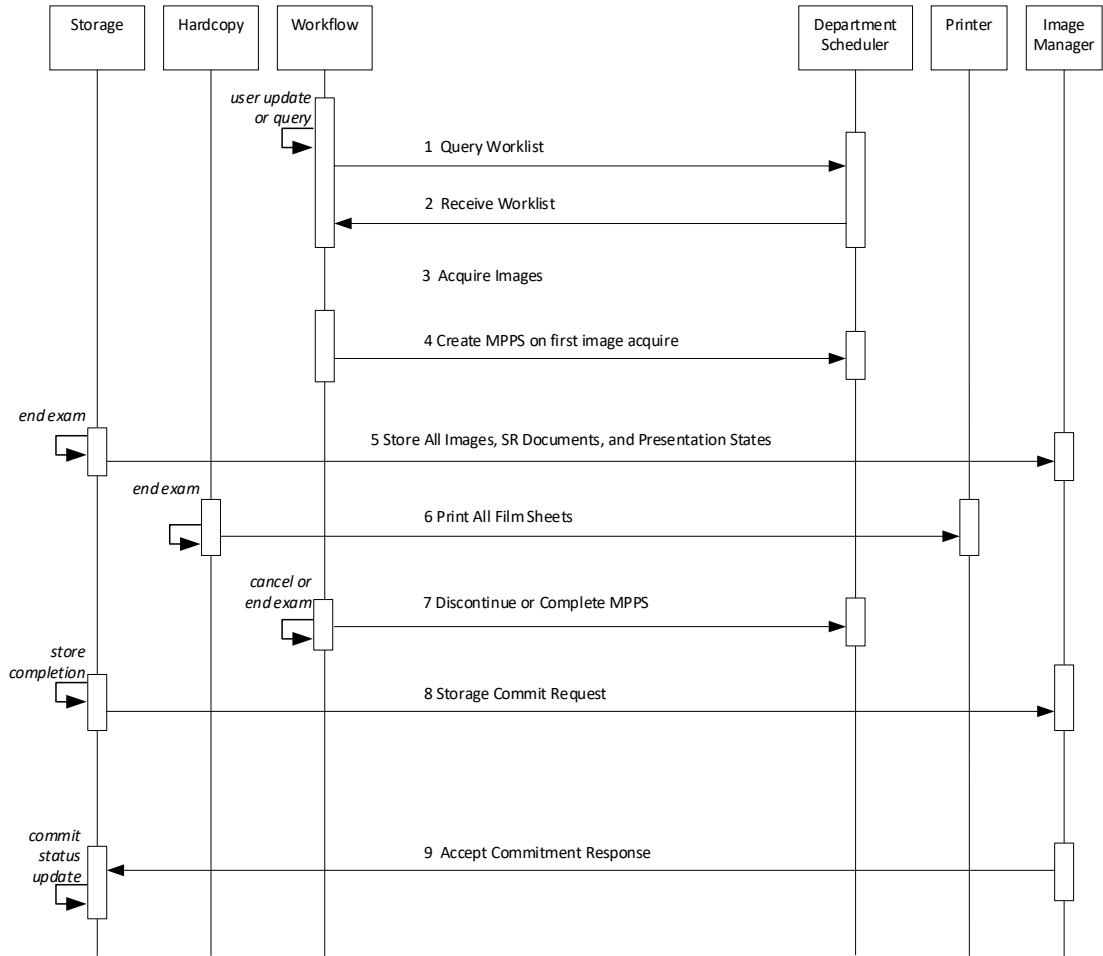 Storage
Hardcopy
Workflow
Department
Scheduler
Printer
Image
Manager
user update
or query
1 Query Worklist
2 Receive Worklist
3 Acquire Images
4 Create MPPS on first image acquire
end exam
5 Store All Images, SR Documents, and Presentation States
end exam
6 Print All Film Sheets
cancel or
end exam
7 Discontinue or Complete MPPS
store
completion
8 Storage Commit Request
commit
status
update
9 Accept Commitment Response